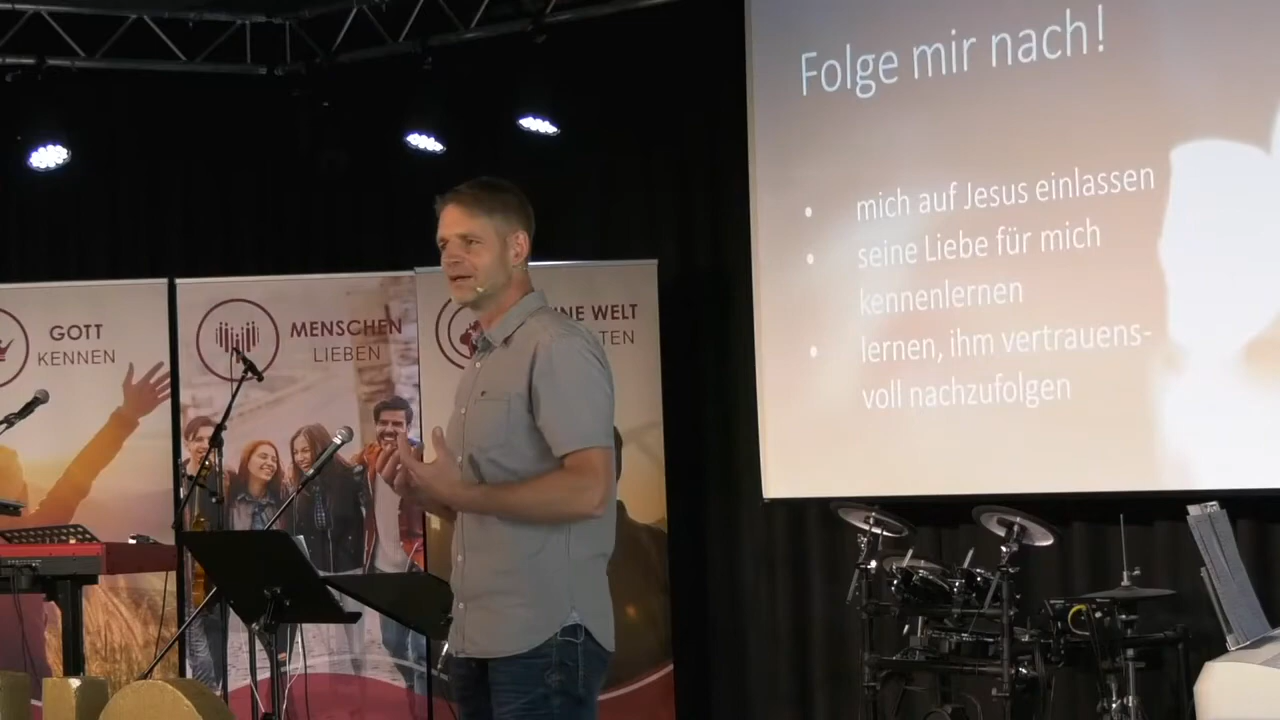 Folge mir nach!
• mich auf Jesus einlassen
• seine Liebe für mich
kennenlernen
• lernen, ihm vertrauens-
voll nachzufolgen
GOTT
KENNEN
MENSCHEN
LIEBEN
WELT